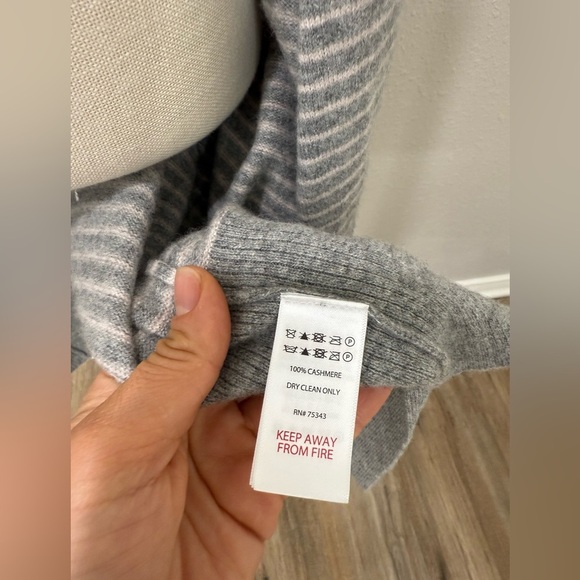 100% CASHMERE
DRY CLEAN ONLY
RN# 75343
KEEP AWAY
FROM FIRE